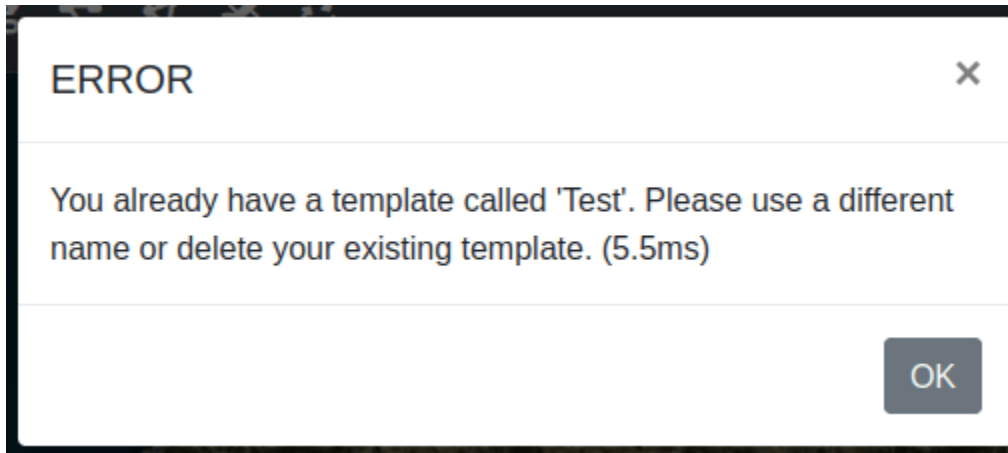 ERROR
×
You already have a template called 'Test'. Please use a different
name or delete your existing template. (5.5ms)
OK